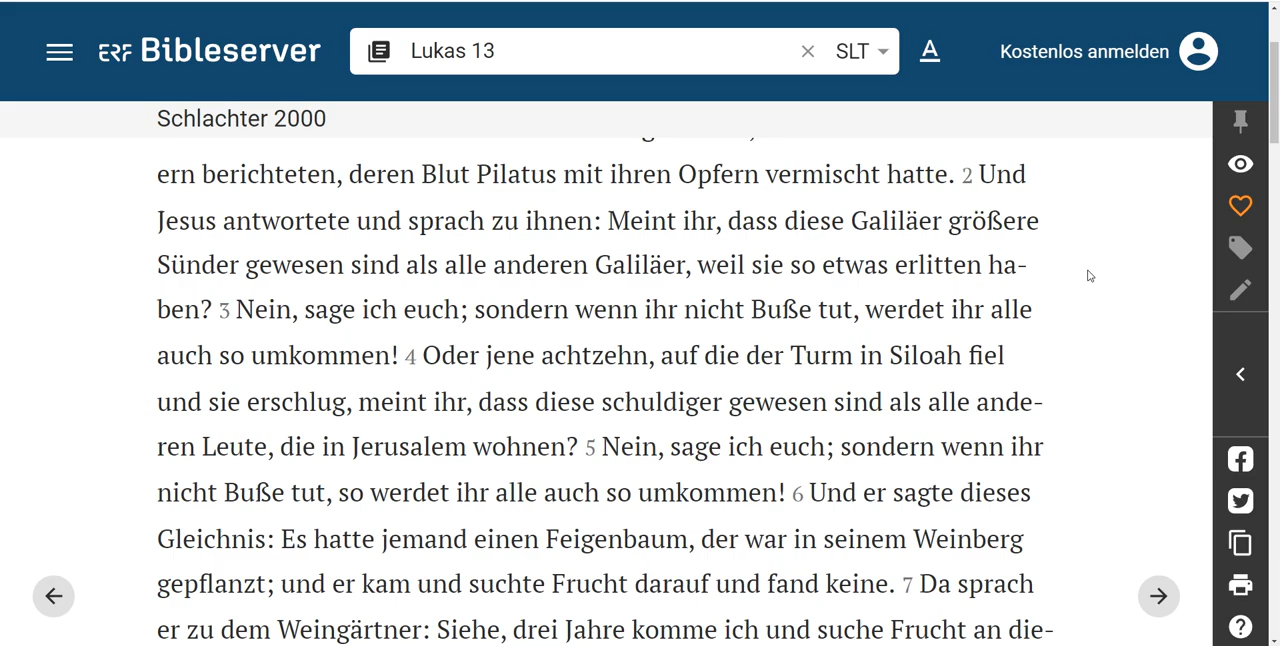 ERF Bibleserver
Lukas 13
SLT
A
Kostenlos anmelden
Schlachter 2000
ern berichteten, deren Blut Pilatus mit ihren Opfern vermischt hatte. 2 Und
Jesus antwortete und sprach zu ihnen: Meint ihr, dass diese Galiläer größere
Sünder gewesen sind als alle anderen Galiläer, weil sie so etwas erlitten ha-
ben? 3 Nein, sage ich euch; sondern wenn ihr nicht Buße tut, werdet ihr alle
auch so umkommen! 4 Oder jene achtzehn, auf die der Turm in Siloah fiel
und sie erschlug, meint ihr, dass diese schuldiger gewesen sind als alle ande-
ren Leute, die in Jerusalem wohnen? 5 Nein, sage ich euch; sondern wenn ihr
nicht Buße tut, so werdet ihr alle auch so umkommen! 6 Und er sagte dieses
Gleichnis: Es hatte jemand einen Feigenbaum, der war in seinem Weinberg
gepflanzt; und er kam und suchte Frucht darauf und fand keine. 7 Da sprach
er zu dem Weingärtner: Siehe, drei Jahre komme ich und suche Frucht an die-